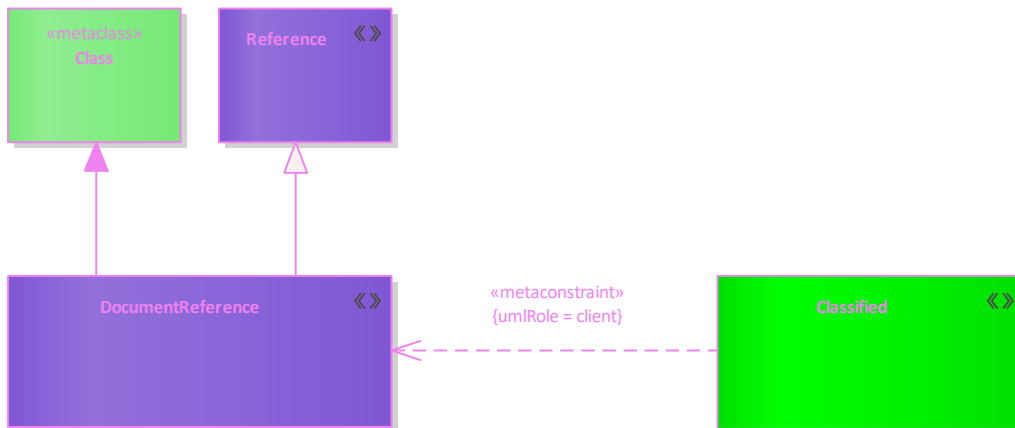 «metaclass»
Class
Reference
«»
DocumentReference
«»
«metaconstraint»
{umlRole = client}
Classified
«»